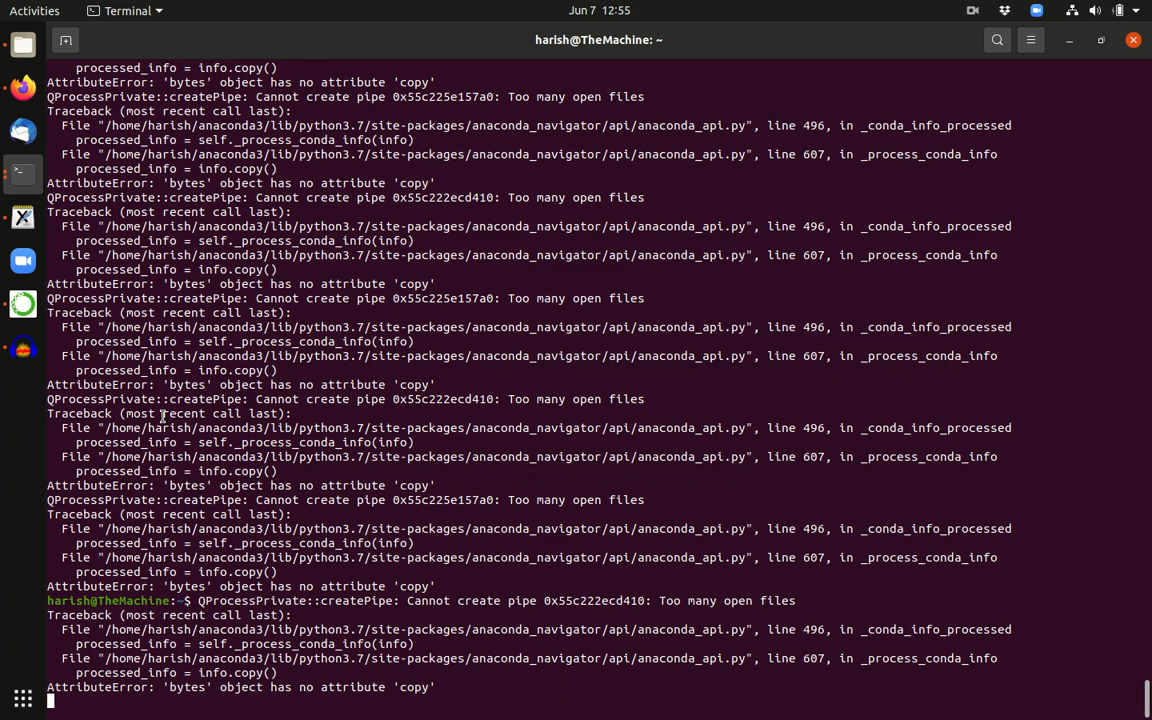 Activities
Terminal
Jun 7 12:55
harish@TheMachine: ~
processed_info = info.copy()
AttributeError: 'bytes' object has no attribute 'copy'
QProcessPrivate::createPipe: Cannot create pipe 0x55c225e157a0: Too many open files
Traceback (most recent call last):
File "/home/harish/anaconda3/lib/python3.7/site-packages/anaconda_navigator/api/anaconda_api.py", line 496, in _conda_info_processed
processed_info = self._process_conda_info(info)
File "/home/harish/anaconda3/lib/python3.7/site-packages/anaconda_navigator/api/anaconda_api.py", line 607, in _process_conda_info
processed_info = info.copy()
AttributeError: 'bytes' object has no attribute 'copy'
QProcessPrivate::createPipe: Cannot create pipe 0x55c222ecd410: Too many open files
Traceback (most recent call last):
File "/home/harish/anaconda3/lib/python3.7/site-packages/anaconda_navigator/api/anaconda_api.py", line 496, in _conda_info_processed
processed_info = self._process_conda_info(info)
File "/home/harish/anaconda3/lib/python3.7/site-packages/anaconda_navigator/api/anaconda_api.py", line 607, in _process_conda_info
processed_info = info.copy()
AttributeError: 'bytes' object has no attribute 'copy'
QProcessPrivate::createPipe: Cannot create pipe 0x55c225e157a0: Too many open files
Traceback (most recent call last):
File "/home/harish/anaconda3/lib/python3.7/site-packages/anaconda_navigator/api/anaconda_api.py", line 496, in _conda_info_processed
processed_info = self._process_conda_info(info)
File "/home/harish/anaconda3/lib/python3.7/site-packages/anaconda_navigator/api/anaconda_api.py", line 607, in _process_conda_info
processed_info = info.copy()
AttributeError: 'bytes' object has no attribute 'copy'
QProcessPrivate::createPipe: Cannot create pipe 0x55c222ecd410: Too many open files
Traceback (most recent call last):
File "/home/harish/anaconda3/lib/python3.7/site-packages/anaconda_navigator/api/anaconda_api.py", line 496, in _conda_info_processed
processed_info = self._process_conda_info(info)
File "/home/harish/anaconda3/lib/python3.7/site-packages/anaconda_navigator/api/anaconda_api.py", line 607, in _process_conda_info
processed_info = info.copy()
AttributeError: 'bytes' object has no attribute 'copy'
QProcessPrivate::createPipe: Cannot create pipe 0x55c225e157a0: Too many open files
Traceback (most recent call last):
File "/home/harish/anaconda3/lib/python3.7/site-packages/anaconda_navigator/api/anaconda_api.py", line 496, in _conda_info_processed
processed_info = self._process_conda_info(info)
File "/home/harish/anaconda3/lib/python3.7/site-packages/anaconda_navigator/api/anaconda_api.py", line 607, in _process_conda_info
processed_info = info.copy()
AttributeError: 'bytes' object has no attribute 'copy'
harish@TheMachine:~$ QProcessPrivate::createPipe: Cannot create pipe 0x55c222ecd410: Too many open files
Traceback (most recent call last):
File "/home/harish/anaconda3/lib/python3.7/site-packages/anaconda_navigator/api/anaconda_api.py", line 496, in _conda_info_processed
processed_info = self._process_conda_info(info)
File "/home/harish/anaconda3/lib/python3.7/site-packages/anaconda_navigator/api/anaconda_api.py", line 607, in _process_conda_info
processed_info = info.copy()
AttributeError: 'bytes' object has no attribute 'copy'